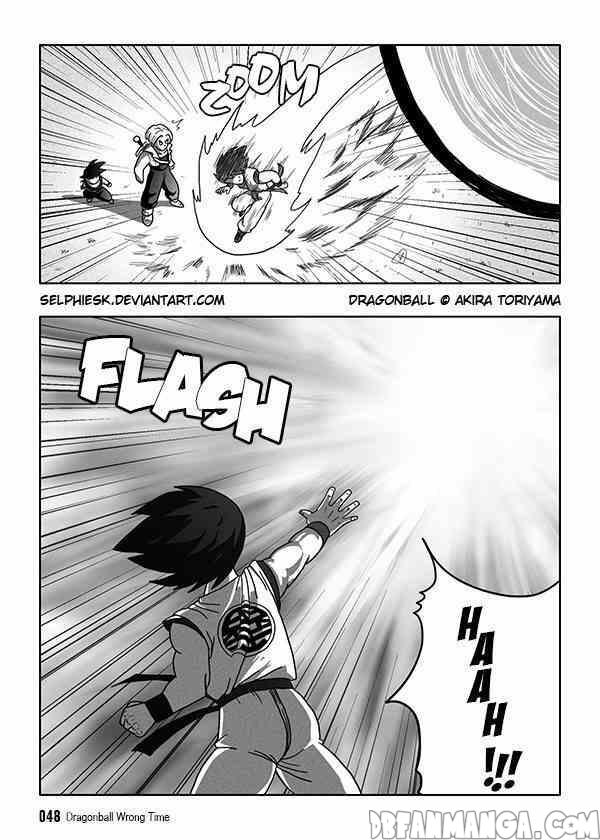 ZOOM
SELPHIESK.DEVIANTART.COM
DRAGONBALL © AKIRA TORIYAMA
FLASH
HAAH!!!
048 Dragonball Wrong Time
DBFANMANGA.COM